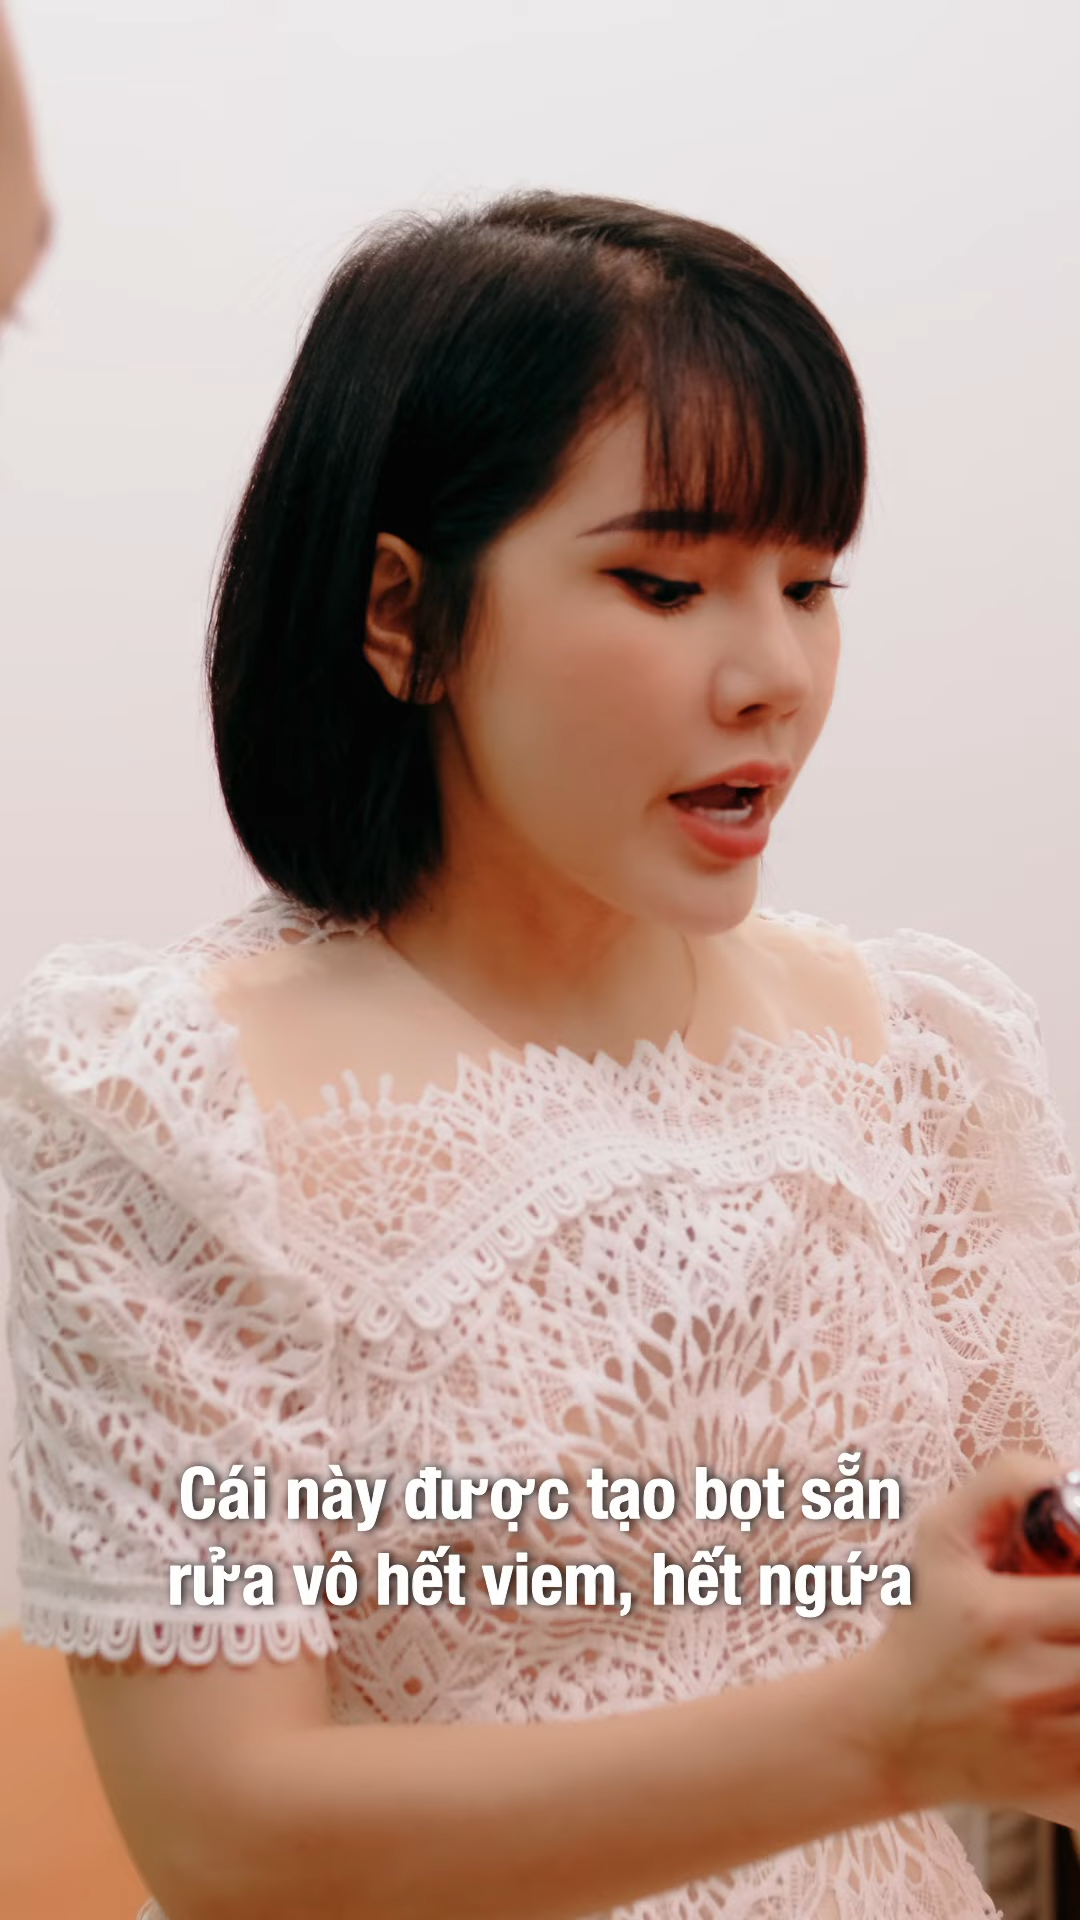 Cái này được tạo bọt sẵn
rửa vô hết viem, hết ngứa